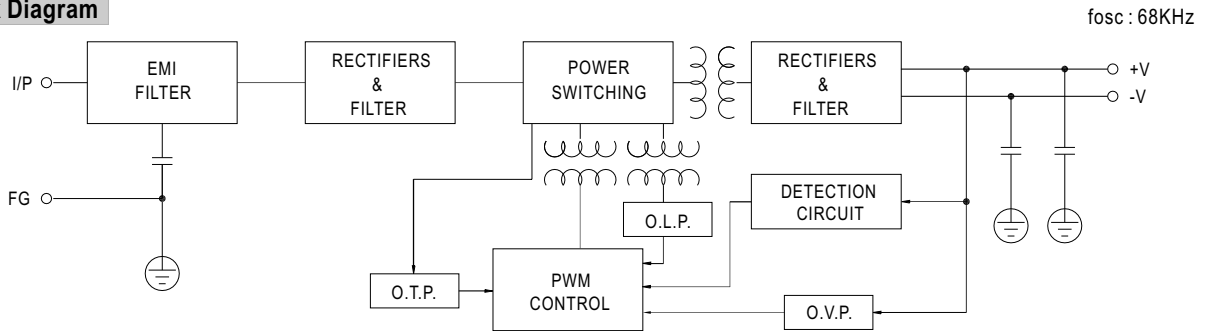 Diagram
fosc : 68KHz
I/P
EMI
FILTER
RECTIFIERS
&
FILTER
POWER
SWITCHING
RECTIFIERS
&
FILTER
+V
-V
FG
DETECTION
CIRCUIT
O.L.P.
O.T.P.
PWM
CONTROL
O.V.P.